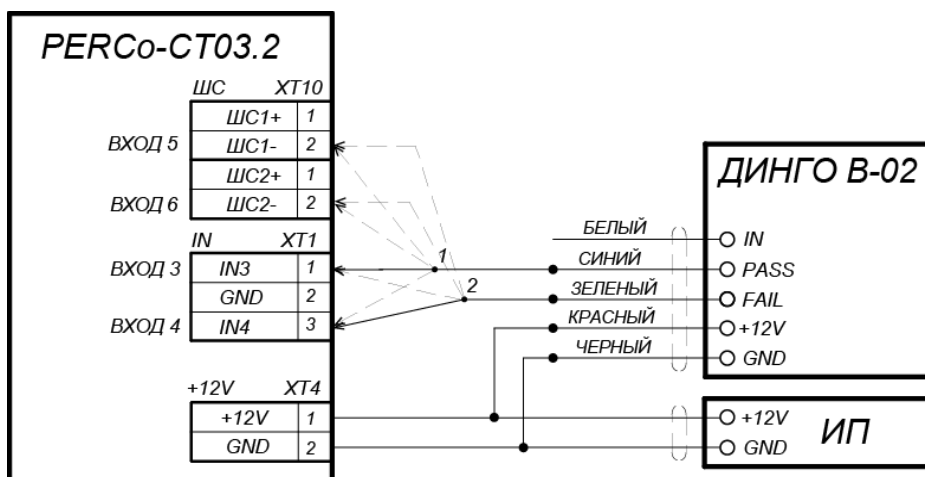 PERCo-CT03.2
ШС XT10
ШС1+ 1
ВХОД 5 ШС1- 2
ШС2+ 1
ВХОД 6 ШС2- 2
IN XT1
ВХОД 3 IN3 1
GND 2
ВХОД 4 IN4 3
+12V XT4
+12V 1
GND 2
1
2
БЕЛЫЙ
СИНИЙ
ЗЕЛЕНЫЙ
КРАСНЫЙ
ЧЕРНЫЙ
ДИНГО В-02
IN
PASS
FAIL
+12V
GND
+12V
GND
ИП